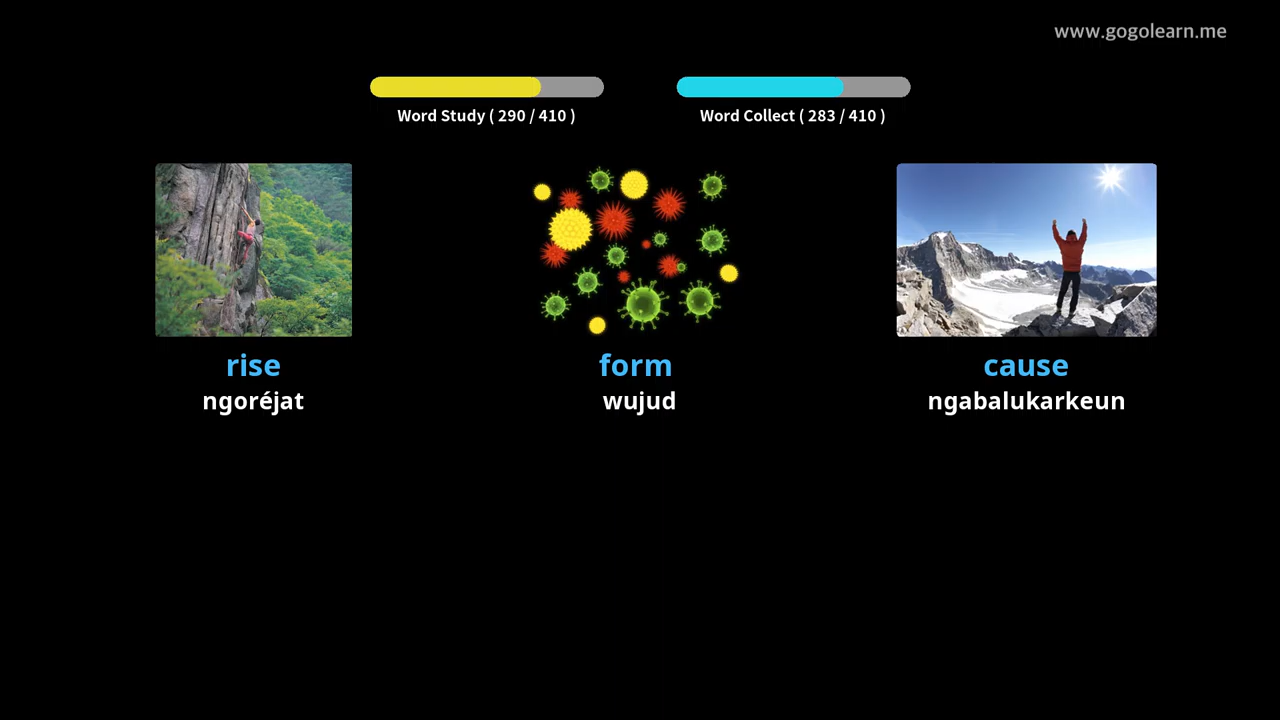 www.gogolearn.me
Word Study ( 290 / 410 )
Word Collect ( 283 / 410 )
rise
ngoréjat
form
wujud
cause
ngabalukarkeun